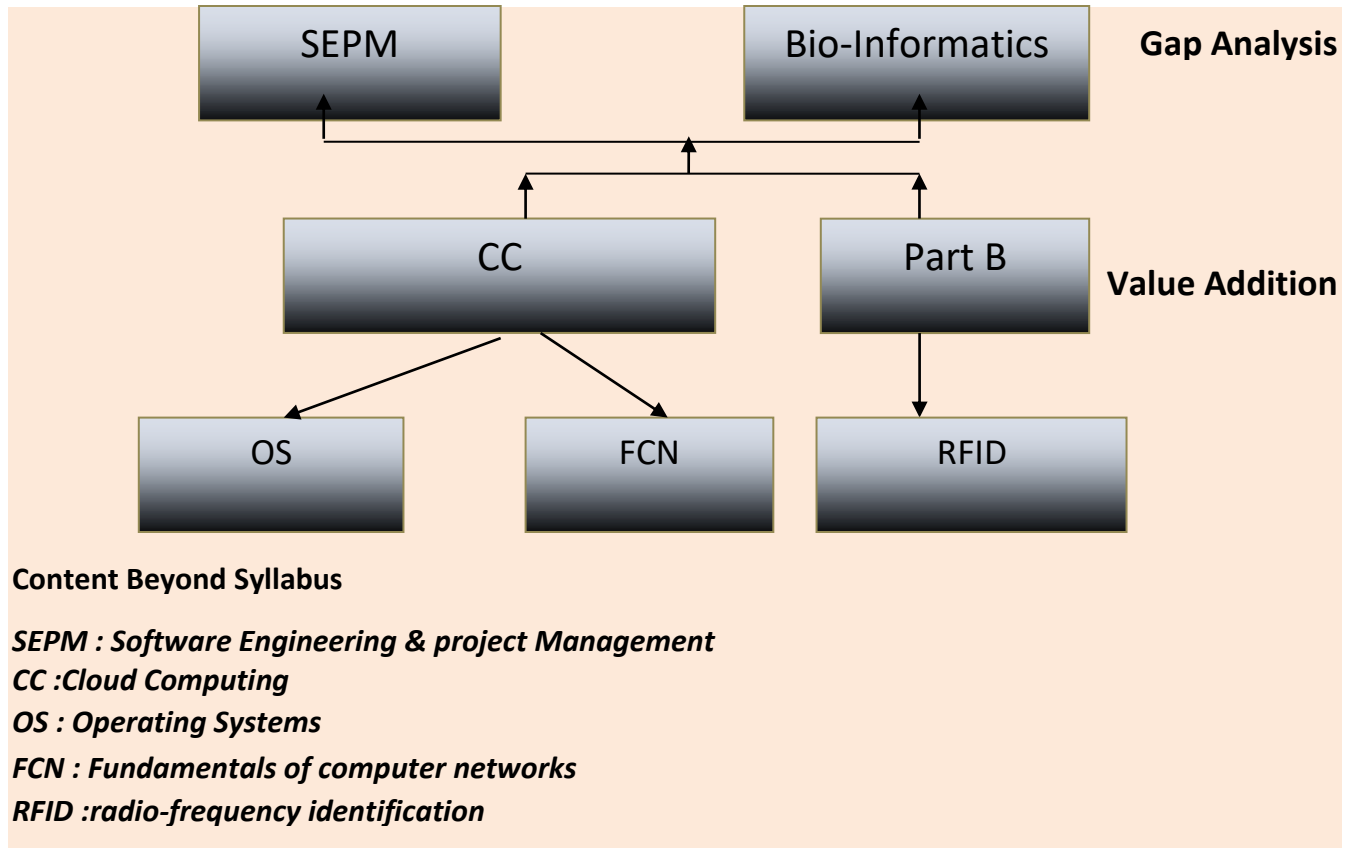 SEPM
Bio-Informatics
Gap Analysis
CC
Part B
Value Addition
OS
FCN
RFID
Content Beyond Syllabus
SEPM : Software Engineering & project Management
CC :Cloud Computing
OS : Operating Systems
FCN : Fundamentals of computer networks
RFID :radio-frequency identification